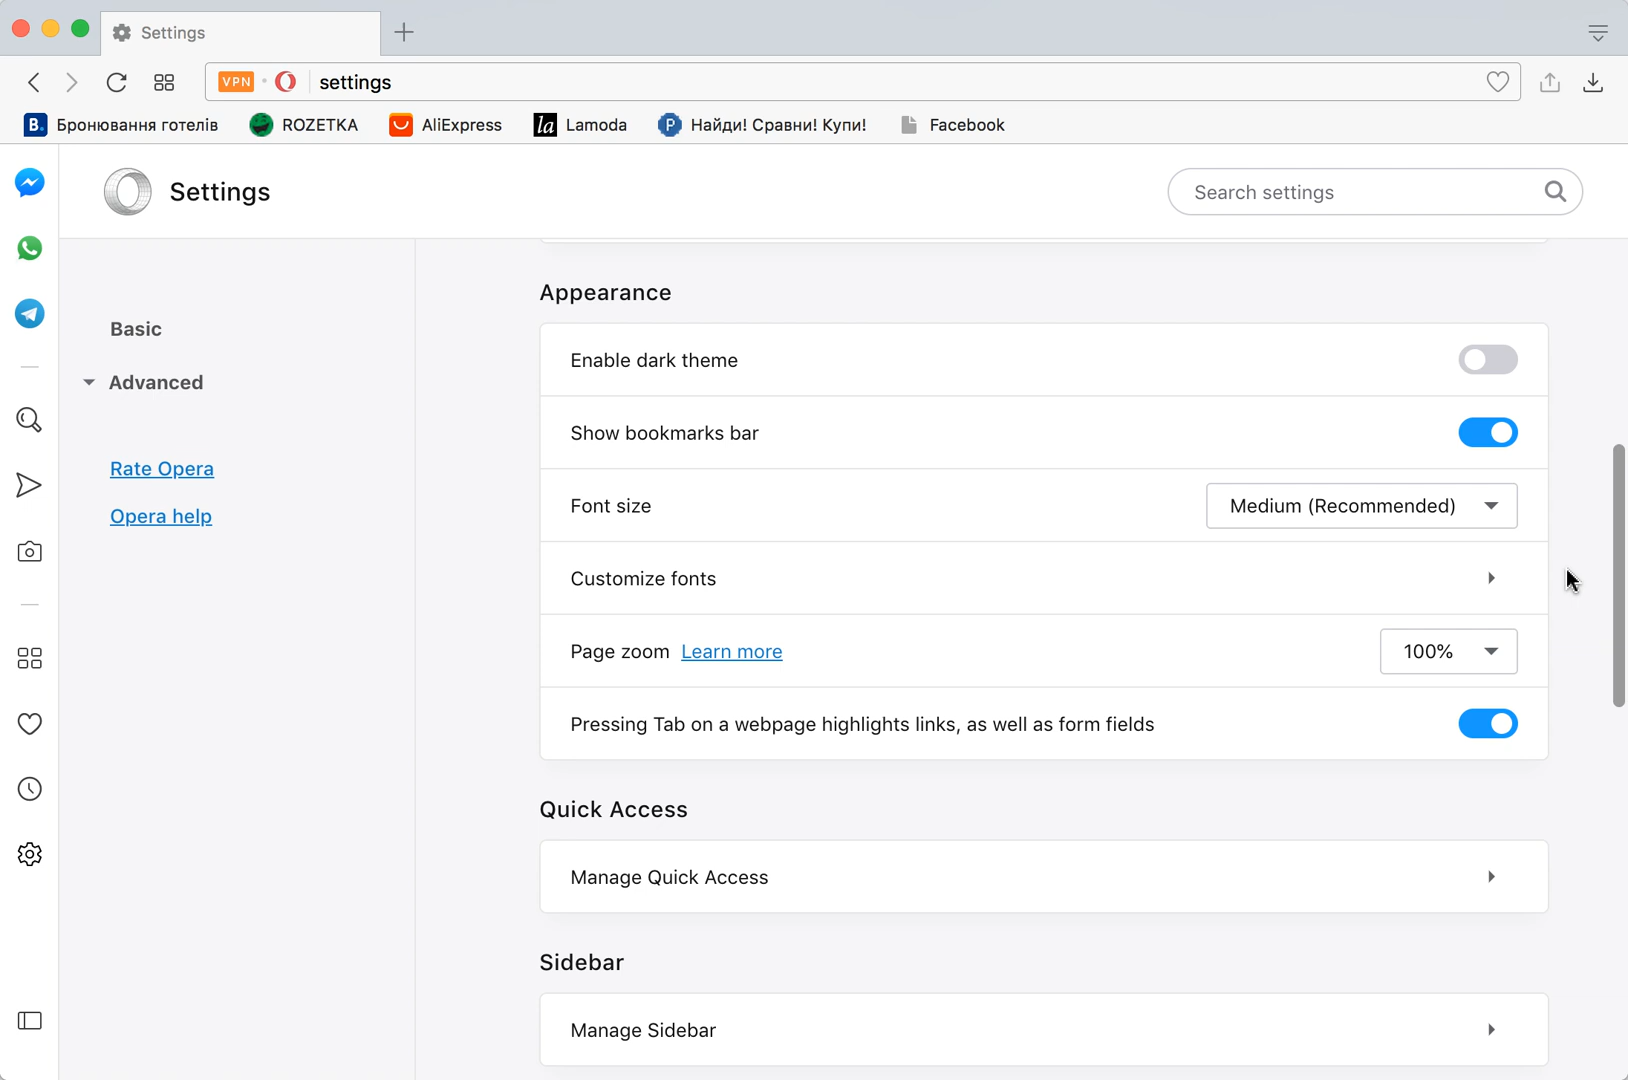 Settings
VPN settings
B. Бронювання готелів ROZETKA AliExpress la Lamoda P Найди! Сравни! Купи! Facebook
Settings
Search settings
Basic
Advanced
Rate Opera
Opera help
Appearance
Enable dark theme
Show bookmarks bar
Font size Medium (Recommended)
Customize fonts
Page zoom Learn more 100%
Pressing Tab on a webpage highlights links, as well as form fields
Quick Access
Manage Quick Access
Sidebar
Manage Sidebar